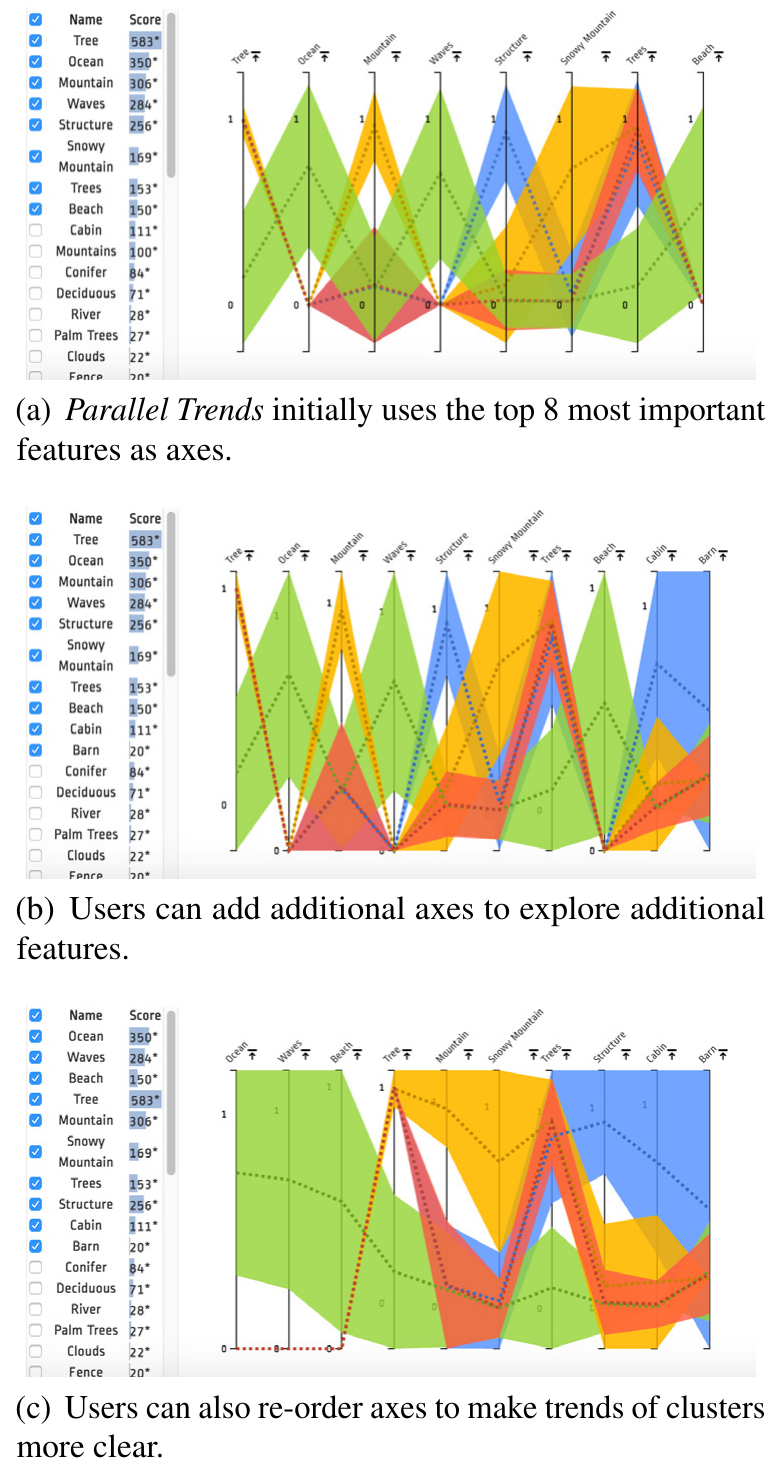 Name Score
Tree 583*
Ocean 350*
Mountain 306*
Waves 284*
Structure 256*
Snowy
Mountain 169*
Trees 153*
Beach 150*
Cabin 111*
Mountains 100*
Conifer 84*
Deciduous 71*
River 28*
Palm Trees 27*
Clouds 22*
Fence 20*
Tree Ocean Mountain Waves Structure Snowy Mountain Trees Beach
1 1 1 1 1 1 1 1
0 0 0 0 0 0 0 0
(a) Parallel Trends initially uses the top 8 most important
features as axes.
Name Score
Tree 583*
Ocean 350*
Mountain 306*
Waves 284*
Structure 256*
Snowy
Mountain 169*
Trees 153*
Beach 150*
Cabin 111*
Barn 20*
Conifer 84*
Deciduous 71*
River 28*
Palm Trees 27*
Clouds 22*
Fence 20*
Tree Ocean Mountain Waves Structure Snowy Mountain Trees Beach Cabin Barn
1 1 1 1 1 1 1 1
0 0 0 0 0
(b) Users can add additional axes to explore additional
features.
Name Score
Ocean 350*
Waves 284*
Beach 150*
Tree 583*
Mountain 306*
Snowy
Mountain 169*
Trees 153*
Structure 256*
Cabin 111*
Barn 20*
Conifer 84*
Deciduous 71*
River 28*
Palm Trees 27*
Clouds 22*
Fence 20*
Ocean Waves Beach Tree Mountain Snowy Mountain Trees Structure Cabin Barn
1 1 1 1 1 1 1 1
0 0 0 0 0 0 0
(c) Users can also re-order axes to make trends of clusters
more clear.